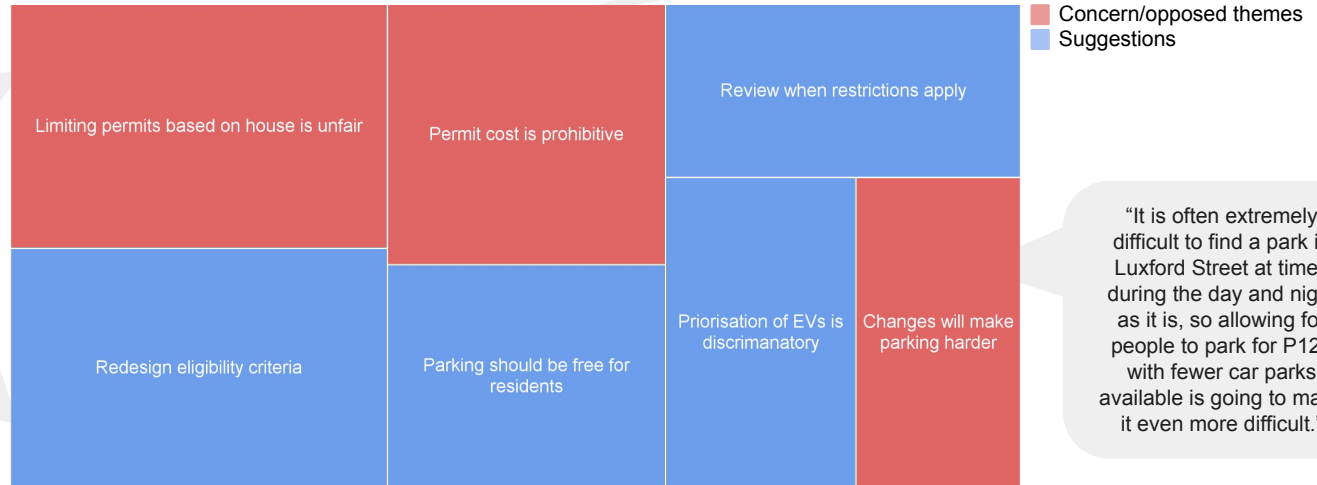 Concern/opposed themes
Suggestions
Limiting permits based on house is unfair
Permit cost is prohibitive
Review when restrictions apply
Redesign eligibility criteria
Parking should be free for
residents
Priorisation of EVs is
discrimanatory
Changes will make
parking harder
“It is often extremely
difficult to find a park i
Luxford Street at time
during the day and nig
as it is, so allowing fo
people to park for P12
with fewer car parks
available is going to ma
it even more difficult.”